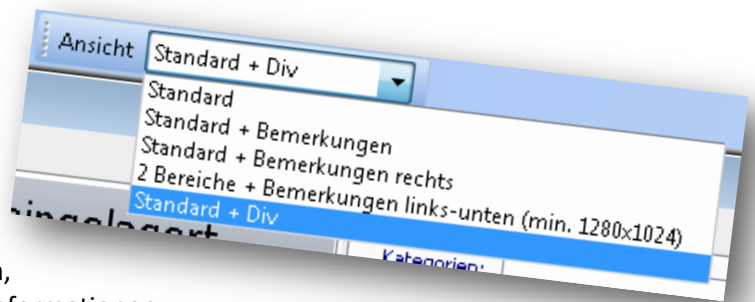 Ansicht Standard + Div
Standard
Standard + Bemerkungen
Standard + Bemerkungen rechts
2 Bereiche + Bemerkungen links-unten (min. 1280x1024)
Standard + Div
Kategorien: